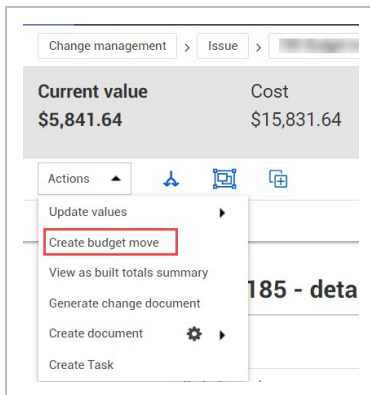 Change management > Issue >
Current value Cost
$5,841.64 $15,831.64
Actions
Update values
Create budget move
View as built totals summary
185 - deta
Generate change document
Create document
Create Task